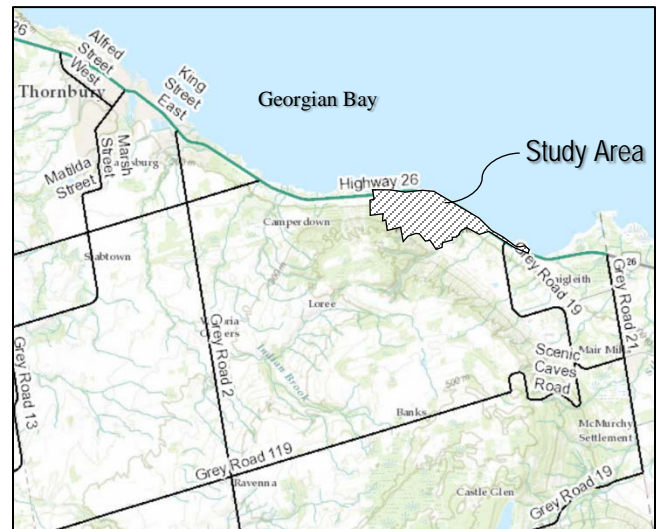 26
Alfred
Street
West
King
Street
East
Thornbury
Georgian Bay
Marsh
Street
Matilda
Street
Study Area
Highway 26
Camperdown
Grey Road 19
26
Grey Road 21
Loree
Grey Road 2
Indian Brook
Grey Road 13
Scenic
Caves
Road
500 m
Banks
McMurchy
Settlement
Grey Road 119
Ravenna
Castle Glen
Grey Road 19